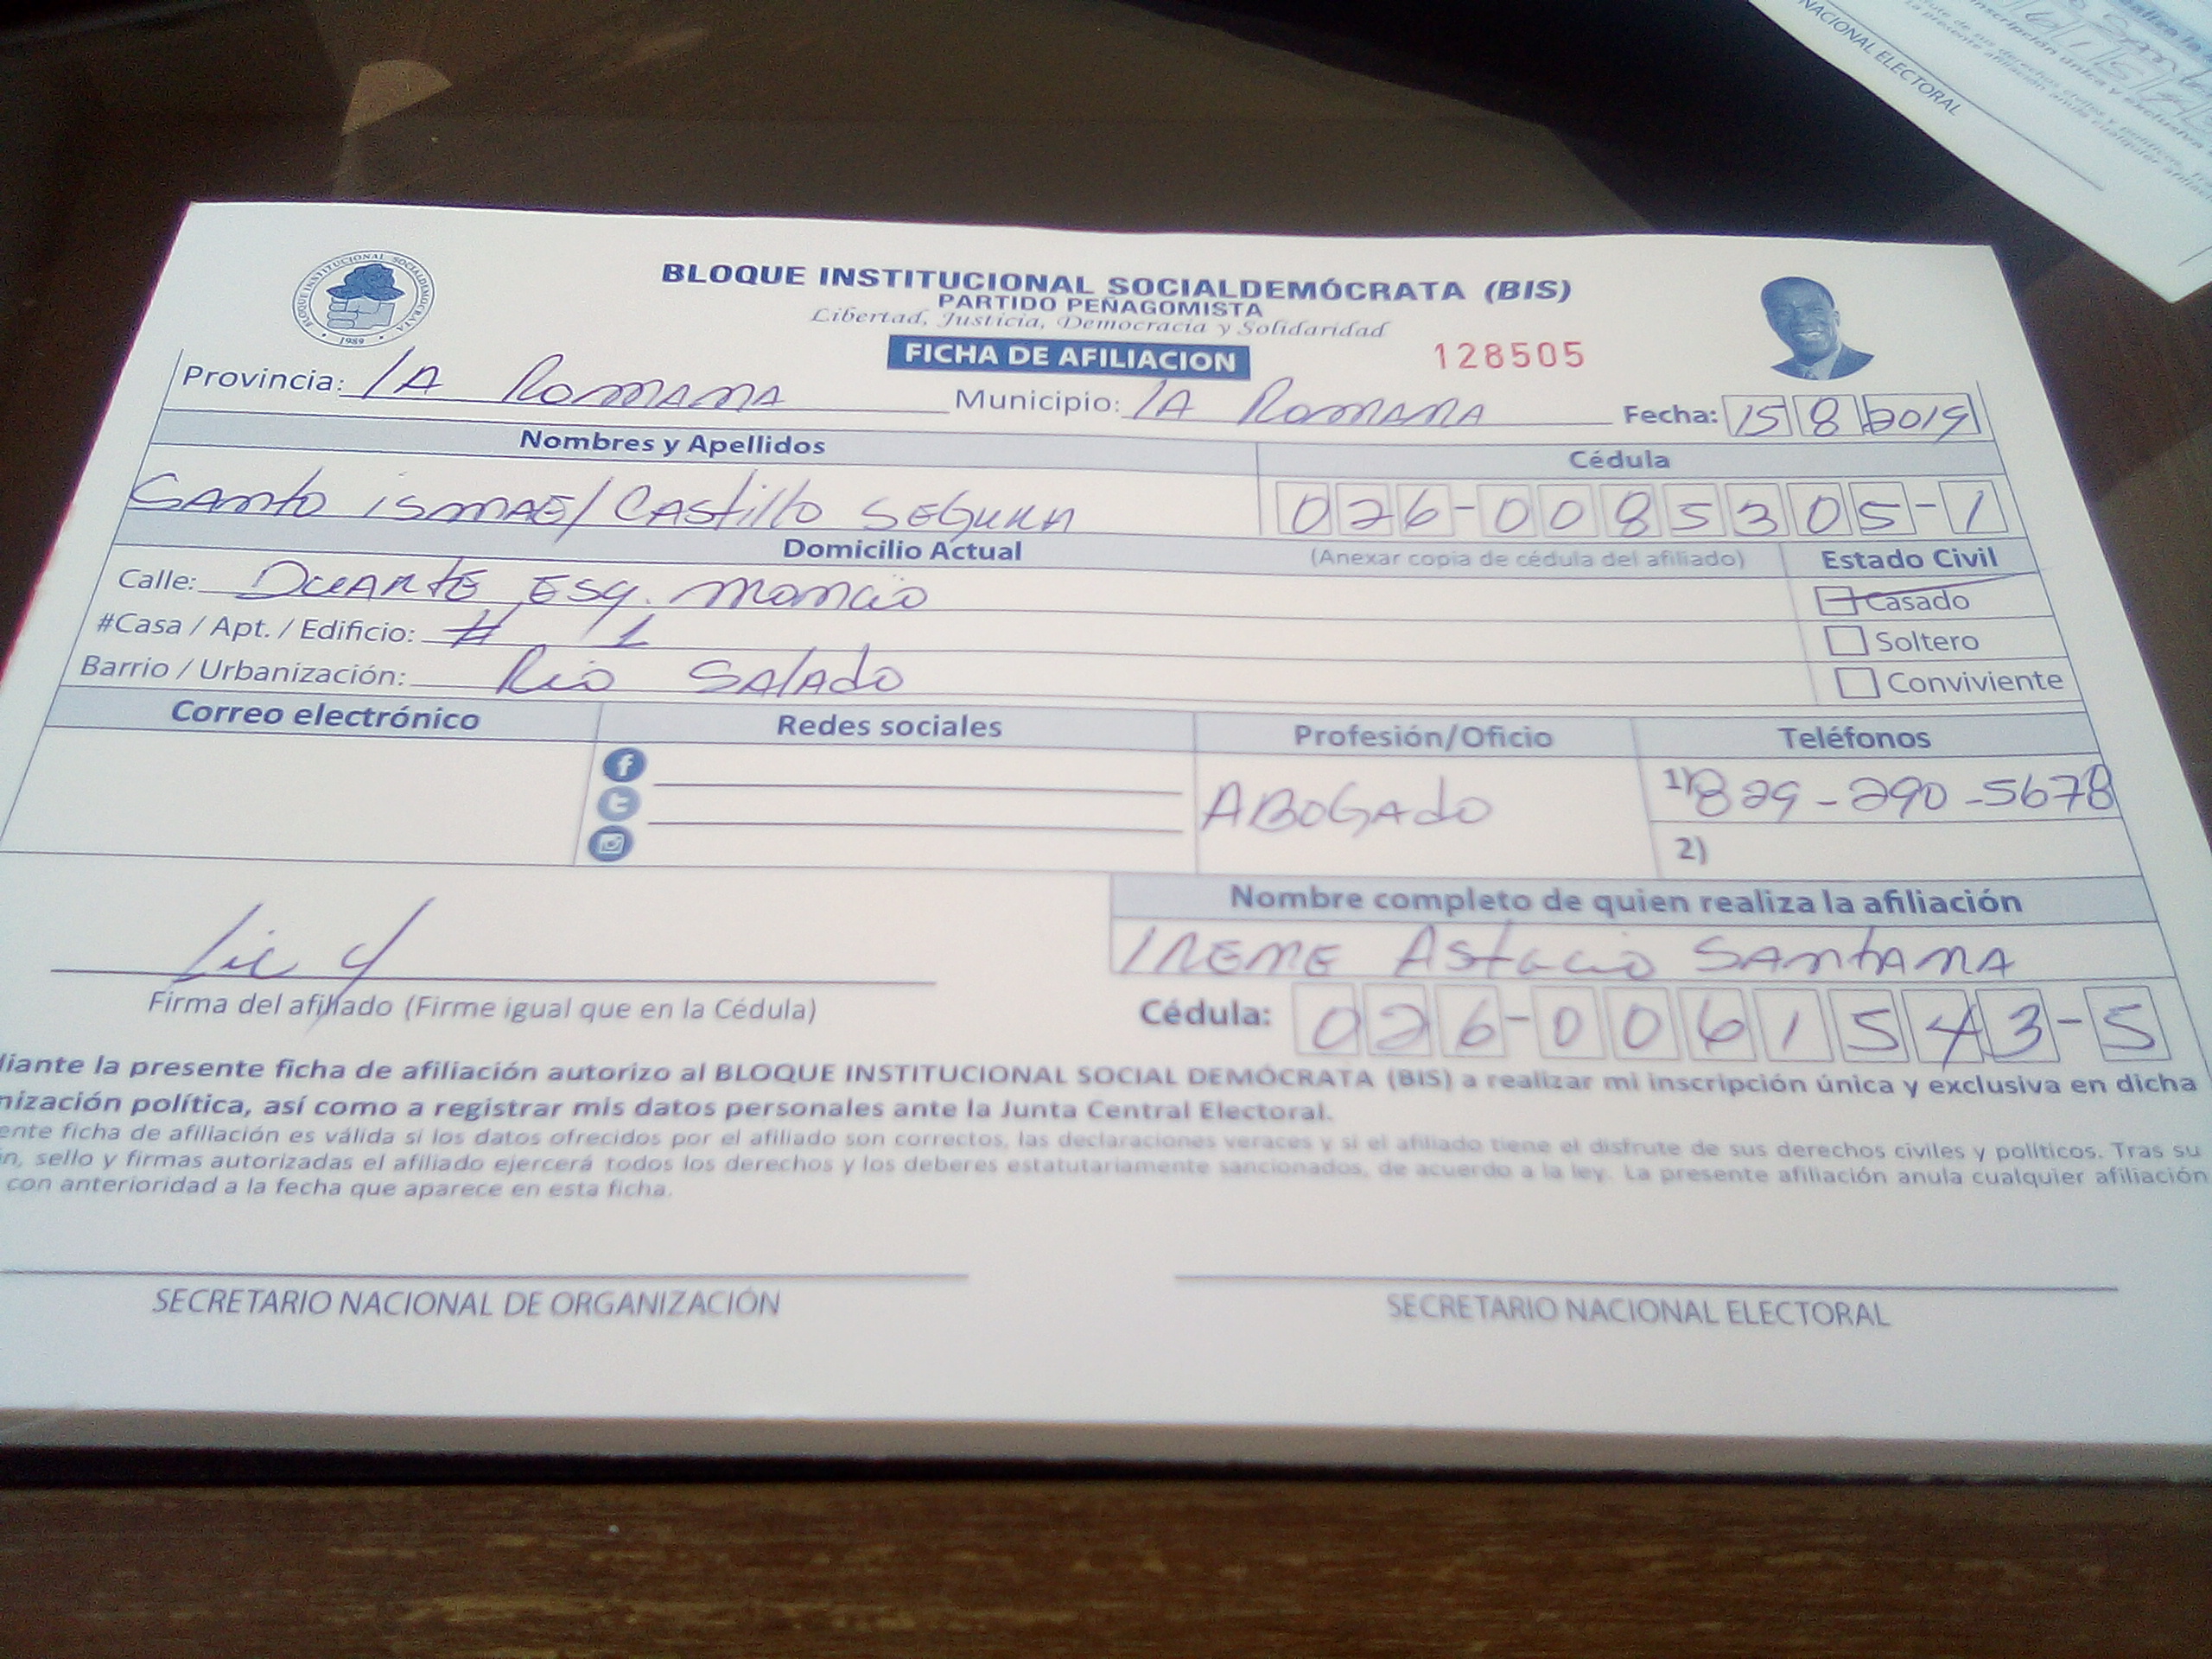 BLOQUE INSTITUCIONAL SOCIALDEMOCRATA
1989
BLOQUE INSTITUCIONAL SOCIALDEMÓCRATA (BIS)
PARTIDO PEÑAGOMISTA
Libertad, Justicia, Democracia y Solidaridad
FICHA DE AFILIACION
128505
Provincia: LA ROMANA Municipio: LA ROMANA Fecha: 15 8 2019
Nombres y Apellidos Cédula
SANTO ISMAEL CASTILLO SEGURA 026-0085305-1
Domicilio Actual (Anexar copia de cédula del afiliado) Estado Civil
Calle: DUARTE ESQ. Casado
#Casa / Apt. / Edificio: # 1 Soltero
Barrio / Urbanización: Rio Salado Conviviente
Correo electrónico Redes sociales Profesión/Oficio Teléfonos
ABOGADO 1) 829-290-5678
2)
Nombre completo de quien realiza la afiliación
IRENE Astacio SANTANA
Firma del afiliado (Firme igual que en la Cédula) Cédula: 026-0061543-5
diante la presente ficha de afiliación autorizo al BLOQUE INSTITUCIONAL SOCIAL DEMÓCRATA (BIS) a realizar mi inscripción única y exclusiva en dicha
nización política, así como a registrar mis datos personales ante la Junta Central Electoral.
ente ficha de afiliación es válida si los datos ofrecidos por el afiliado son correctos, las declaraciones veraces y si el afiliado tiene el disfrute de sus derechos civiles y políticos. Tras su
n, sello y firmas autorizadas el afiliado ejercerá todos los derechos y los deberes estatutariamente sancionados, de acuerdo a la ley. La presente afiliación anula cualquier afiliación
con anterioridad a la fecha que aparece en esta ficha.
SECRETARIO NACIONAL DE ORGANIZACIÓN SECRETARIO NACIONAL ELECTORAL
NACIONAL ELECTORAL